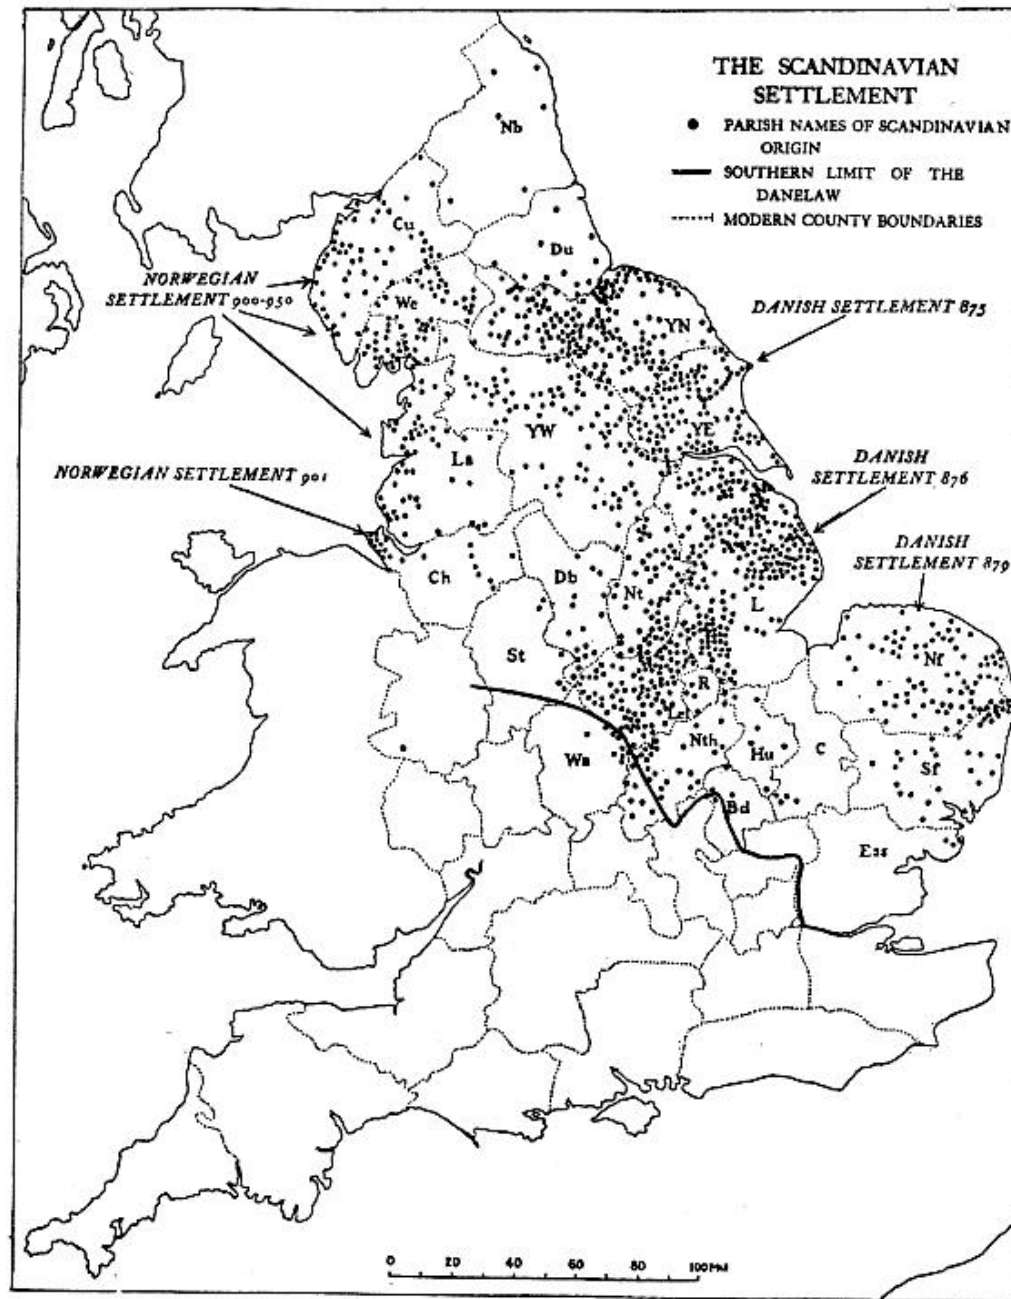 THE SCANDINAVIAN
SETTLEMENT
PARISH NAMES OF SCANDINAVIAN
ORIGIN
SOUTHERN LIMIT OF THE
DANELAW
MODERN COUNTY BOUNDARIES
Nb
Cu
Du
NORWEGIAN
SETTLEMENT 900-950
We
YN
DANISH SETTLEMENT 875
YW
YE
La
NORWEGIAN SETTLEMENT 901
DANISH
SETTLEMENT 876
DANISH
SETTLEMENT 879
Ch
Db
Nt
L
St
Nf
R
Lei
Wa
Nth
Hu
C
Sf
Bd
Ess
0 20 40 60 80 100 Mls